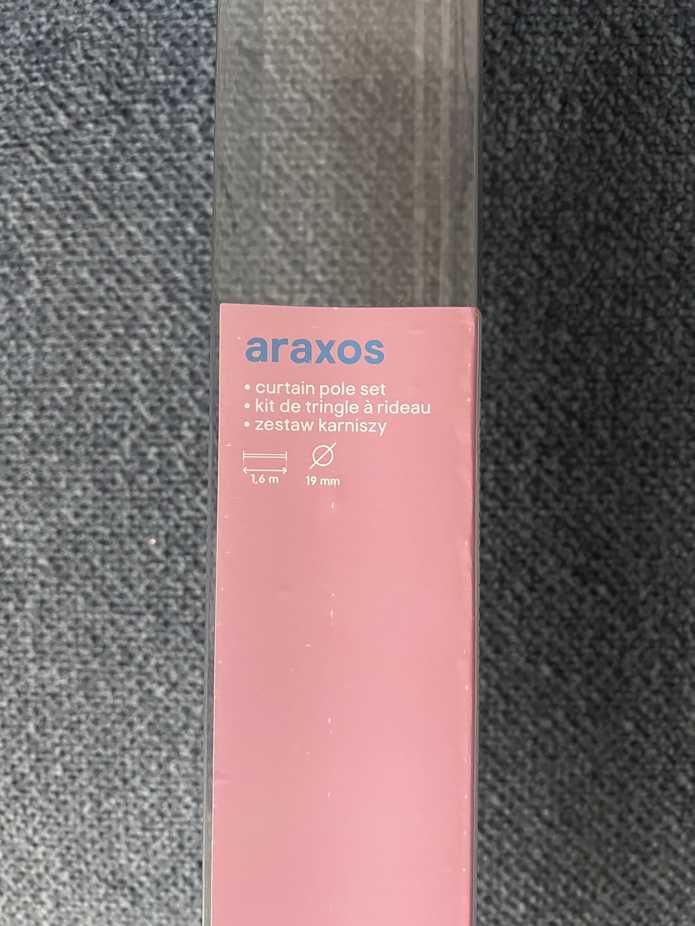 araxos
• curtain pole set
• kit de tringle à rideau
• zestaw karniszy
1,6 m
19 mm